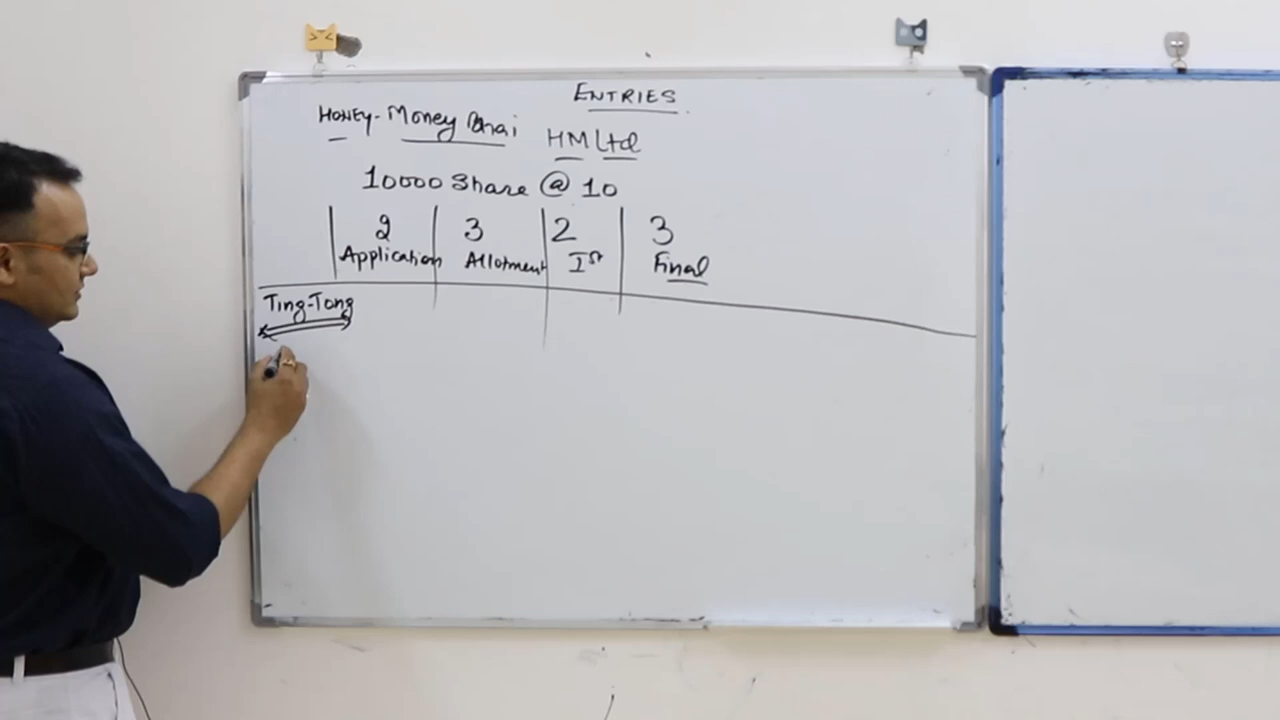 ENTRIES
HONEY- Money Bhai HM Ltd
10000 Share @ 10
2 3 2 3
Application Allotment Ist Final
Ting-Tong